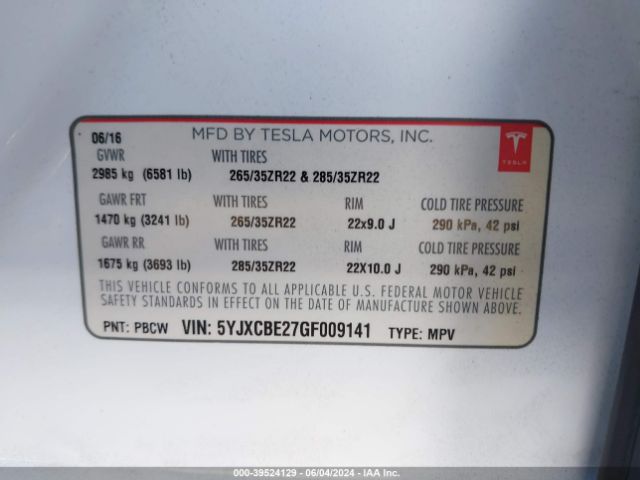 06/16 MFD BY TESLA MOTORS, INC.
TESLA
GVWR WITH TIRES
2985 kg (6581 lb) 265/35ZR22 & 285/35ZR22
GAWR FRT WITH TIRES RIM COLD TIRE PRESSURE
1470 kg (3241 lb) 265/35ZR22 22x9.0 J 290 kPa, 42 psi
GAWR RR WITH TIRES RIM COLD TIRE PRESSURE
1675 kg (3693 lb) 285/35ZR22 22X10.0 J 290 kPa, 42 psi
THIS VEHICLE CONFORMS TO ALL APPLICABLE U.S. FEDERAL MOTOR VEHICLE
SAFETY STANDARDS IN EFFECT ON THE DATE OF MANUFACTURE SHOWN ABOVE.
PNT: PBCW VIN: 5YJXCBE27GF009141 TYPE: MPV
000-39524129 - 06/04/2024 - IAA Inc.